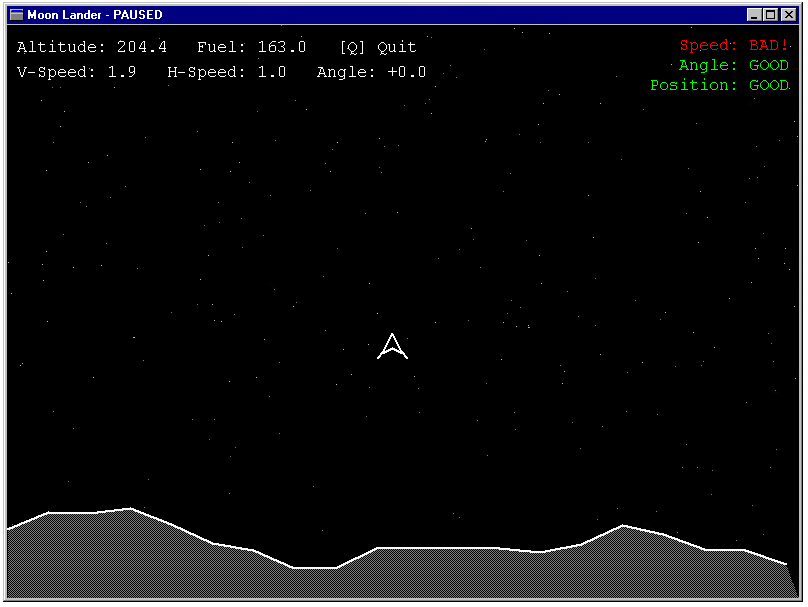 Moon Lander - PAUSED
Altitude: 204.4 Fuel: 163.0 [Q] Quit
V-Speed: 1.9 H-Speed: 1.0 Angle: +0.0
Speed: BAD!
Angle: GOOD
Position: GOOD